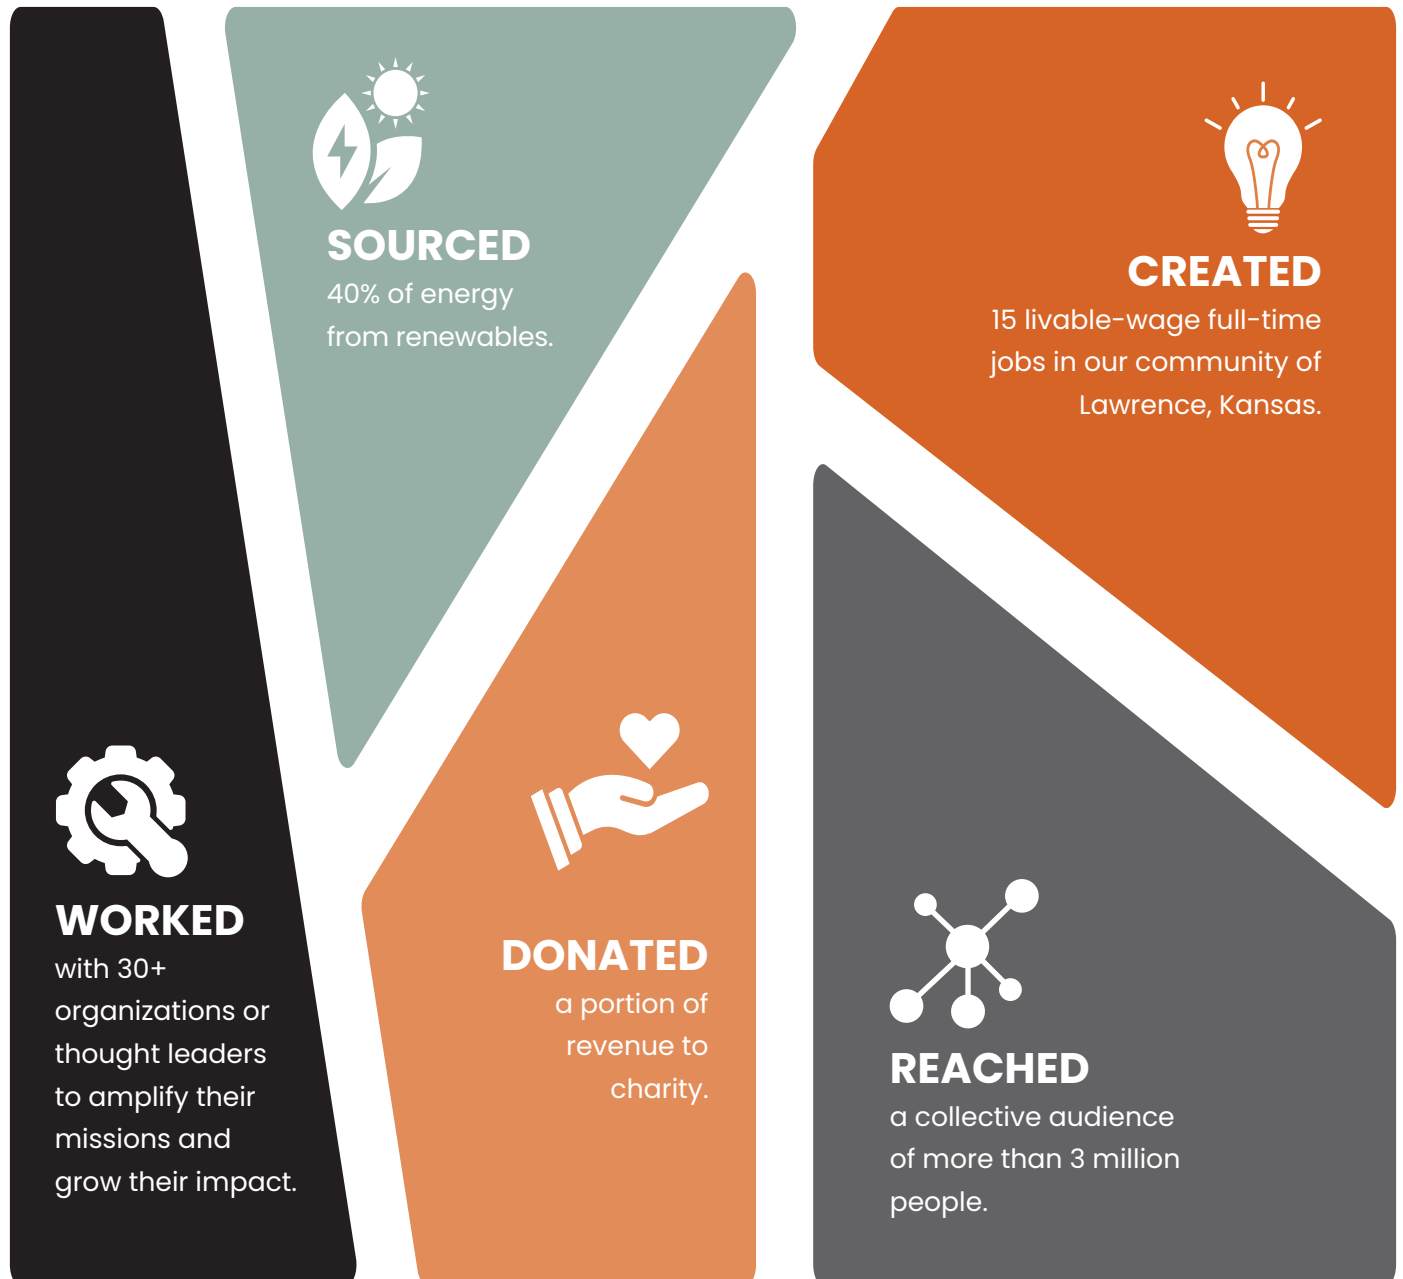 SOURCED
40% of energy
from renewables.
CREATED
15 livable-wage full-time
jobs in our community of
Lawrence, Kansas.
WORKED
with 30+
organizations or
thought leaders
to amplify their
missions and
grow their impact.
DONATED
a portion of
revenue to
charity.
REACHED
a collective audience
of more than 3 million
people.